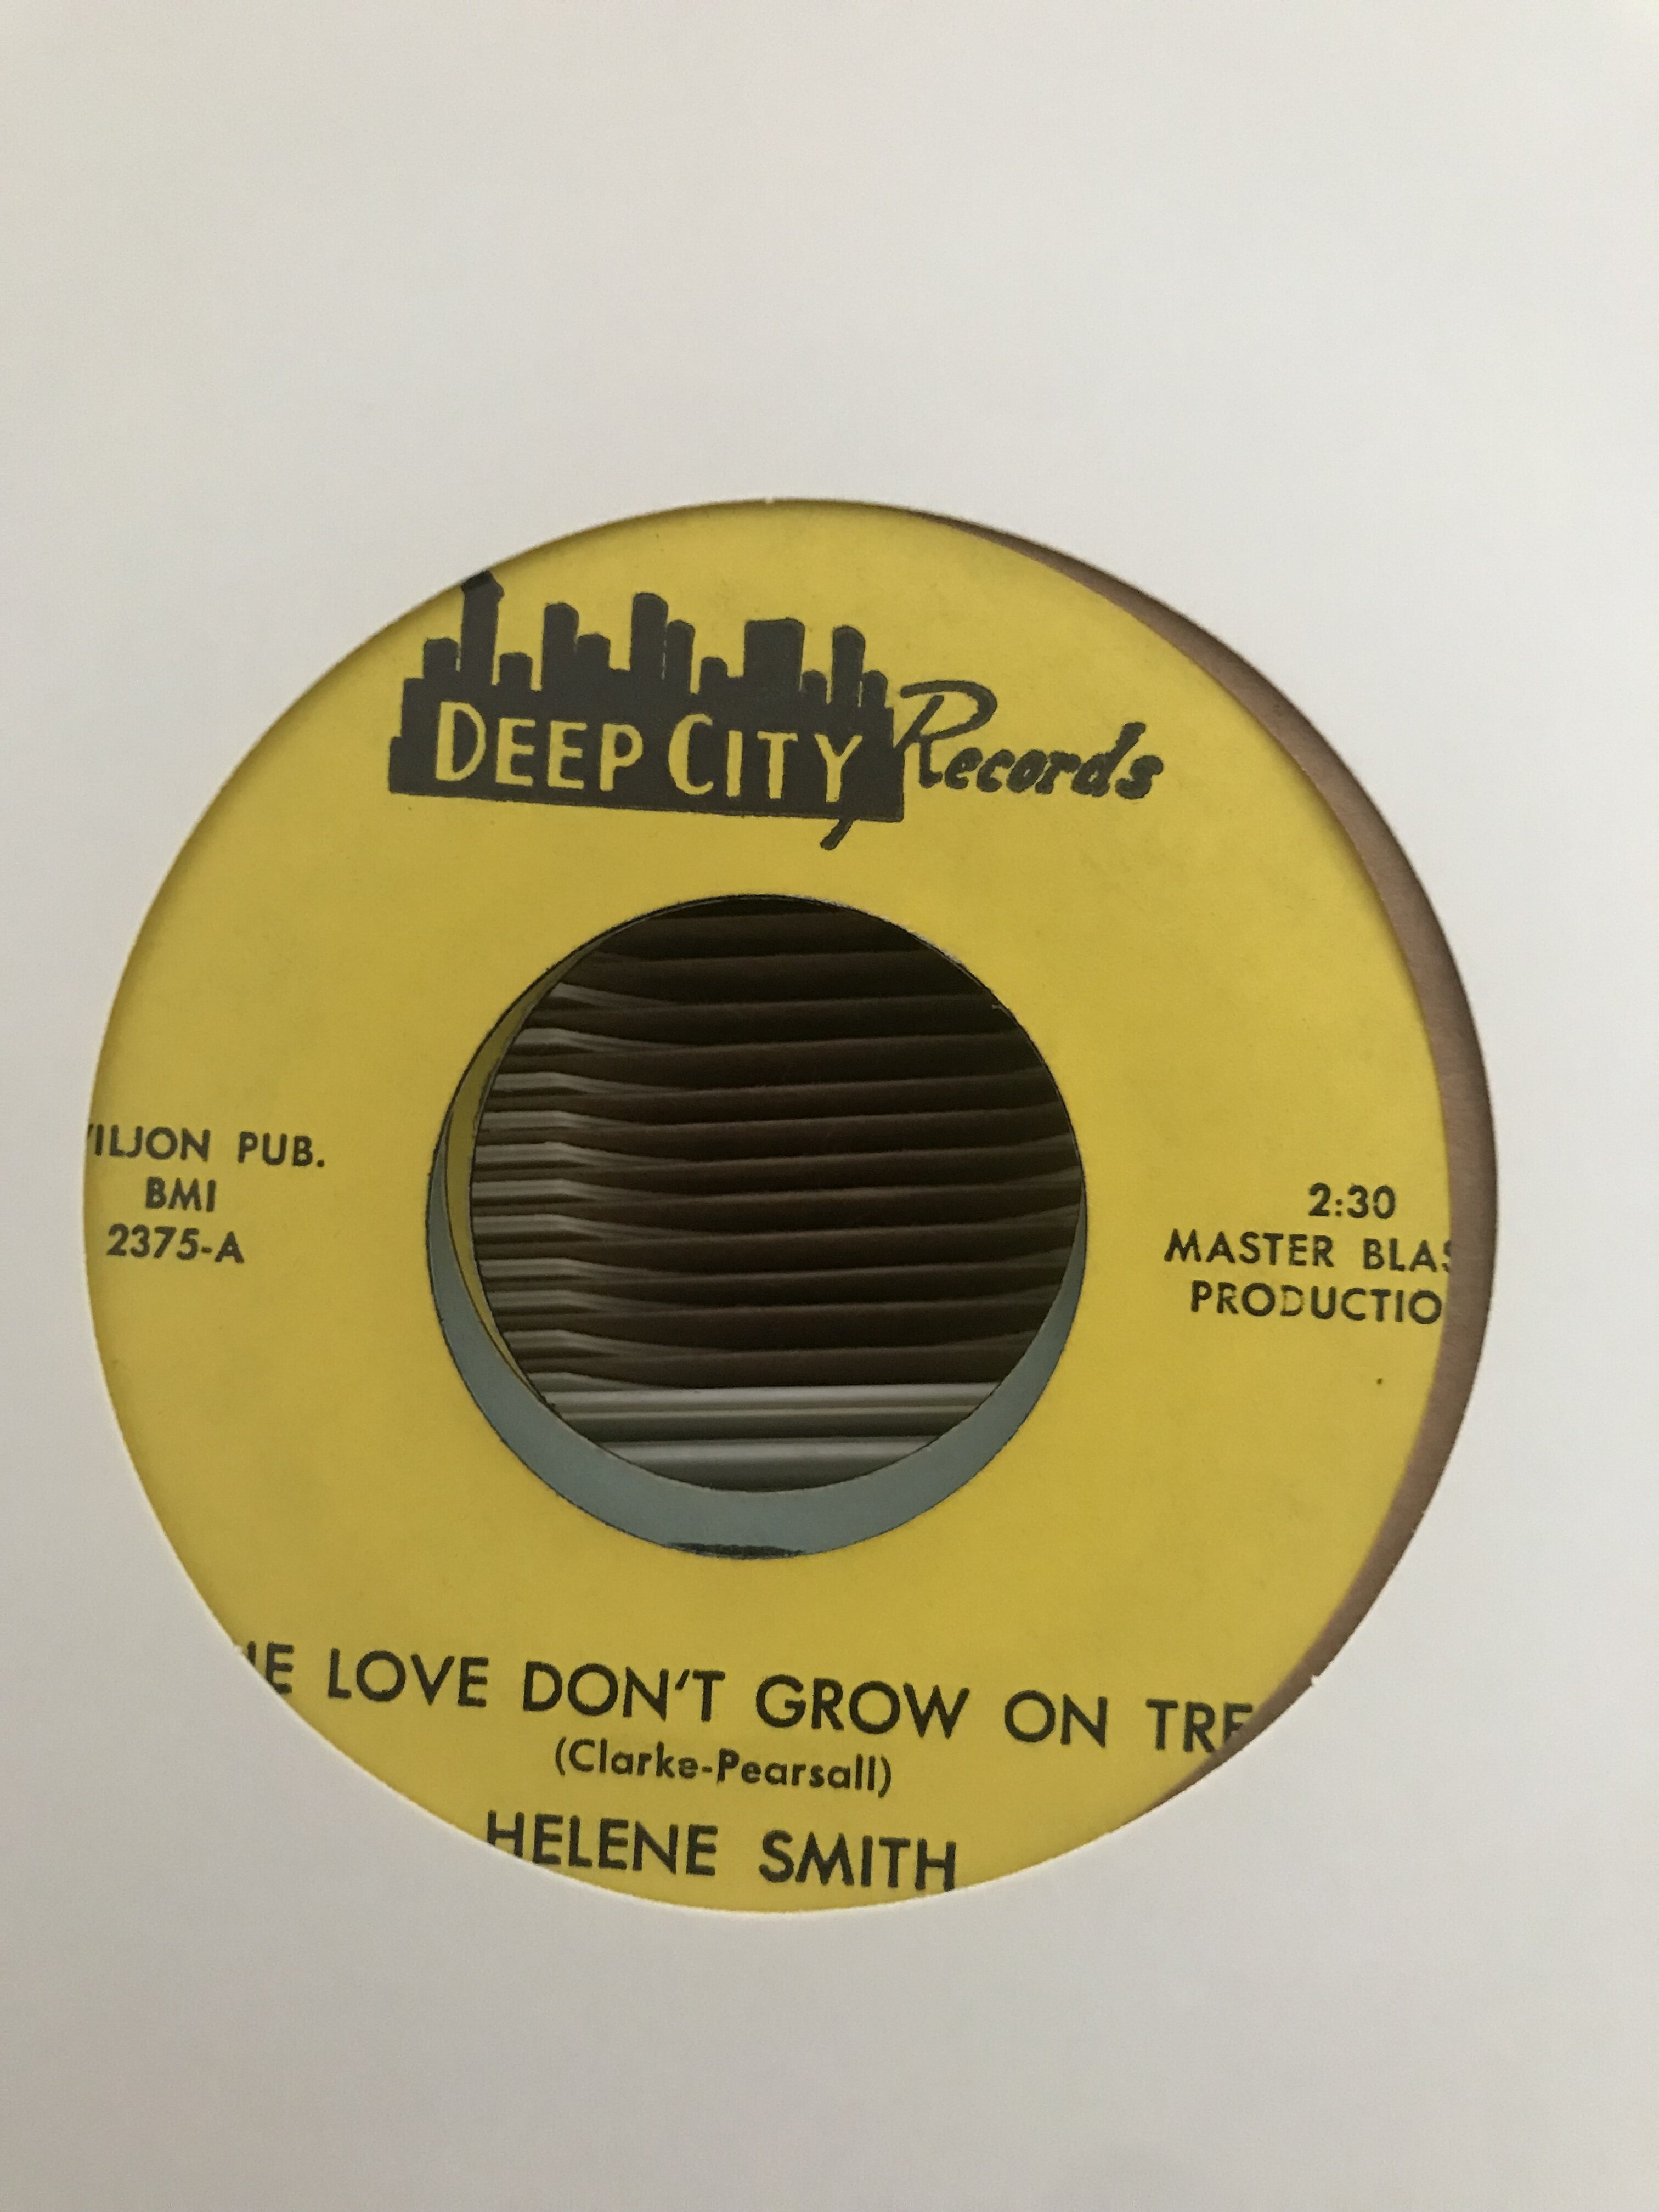 DEEP CITY Records
ILJON PUB.
BMI
2375-A
2:30
MASTER BLAS
PRODUCTIO
E LOVE DON'T GROW ON TRE
(Clarke-Pearsall)
HELENE SMITH